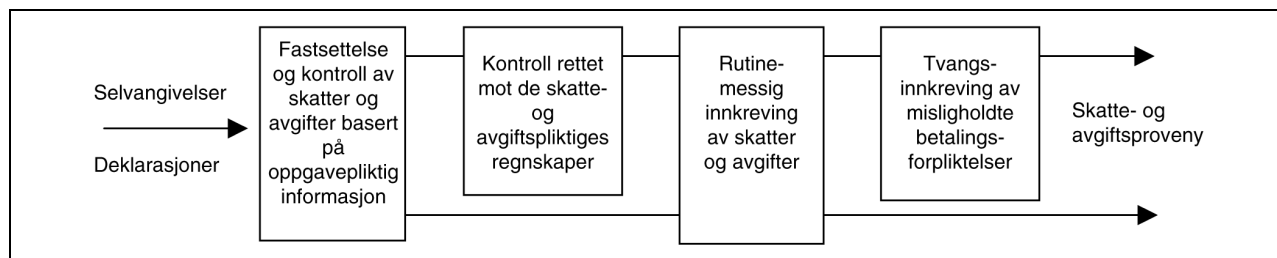 Selvangivelser
Deklarasjoner
Fastsettelse
og kontroll av
skatter og
avgifter basert
på
oppgavepliktig
informasjon
Kontroll rettet
mot de skatte-
og
avgiftspliktiges
regnskaper
Rutine-
messig
innkreving
av skatter
og avgifter
Tvangs-
innkreving av
misligholdte
betalings-
forpliktelser
Skatte- og
avgiftsproveny